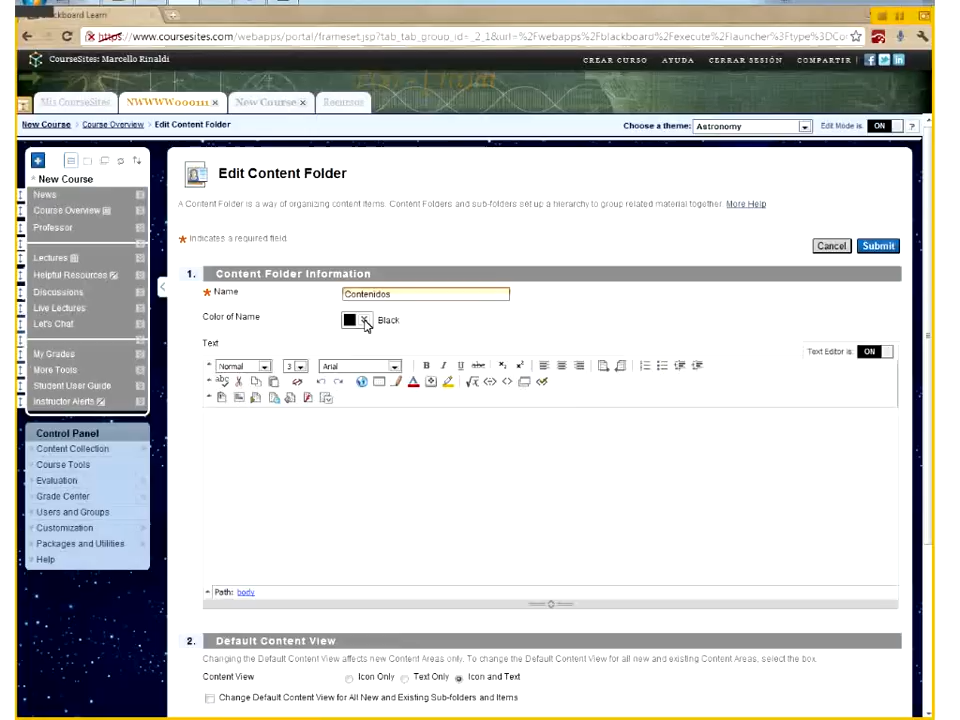 ckboard Learn
https://www.coursesites.com/webapps/portal/frameset.jsp?tab_tab_group_id=_2_1&url=%2Fwebapps%2Fblackboard%2Fexecute%2Flauncher%3Ftype%3DCo
CourseSites: Marcello Rinaldi
CREAR CURSO AYUDA CERRAR SESIÓN COMPARTIR
Mis CourseSites NWWWW000111 New Course Recursos
New Course > Course Overview > Edit Content Folder
Choose a theme: Astronomy Edit Mode is: ON ?
New Course
News
Course Overview
Professor
Lectures
Helpful Resources
Discussions
Live Lectures
Let's Chat
My Grades
More Tools
Student User Guide
Instructor Alerts
Control Panel
Content Collection
Course Tools
Evaluation
Grade Center
Users and Groups
Customization
Packages and Utilities
Help
Edit Content Folder
A Content Folder is a way of organizing content items. Content Folders and sub-folders set up a hierarchy to group related material together. More Help
Indicates a required field.
Cancel Submit
1. Content Folder Information
Name Contenidos
Color of Name Black
Text
Text Editor is: ON
Normal 3 Arial B I U abc
Path: body
2. Default Content View
Changing the Default Content View affects new Content Areas only. To change the Default Content View for all new and existing Content Areas, select the box.
Content View Icon Only Text Only Icon and Text
Change Default Content View for All New and Existing Sub-folders and Items